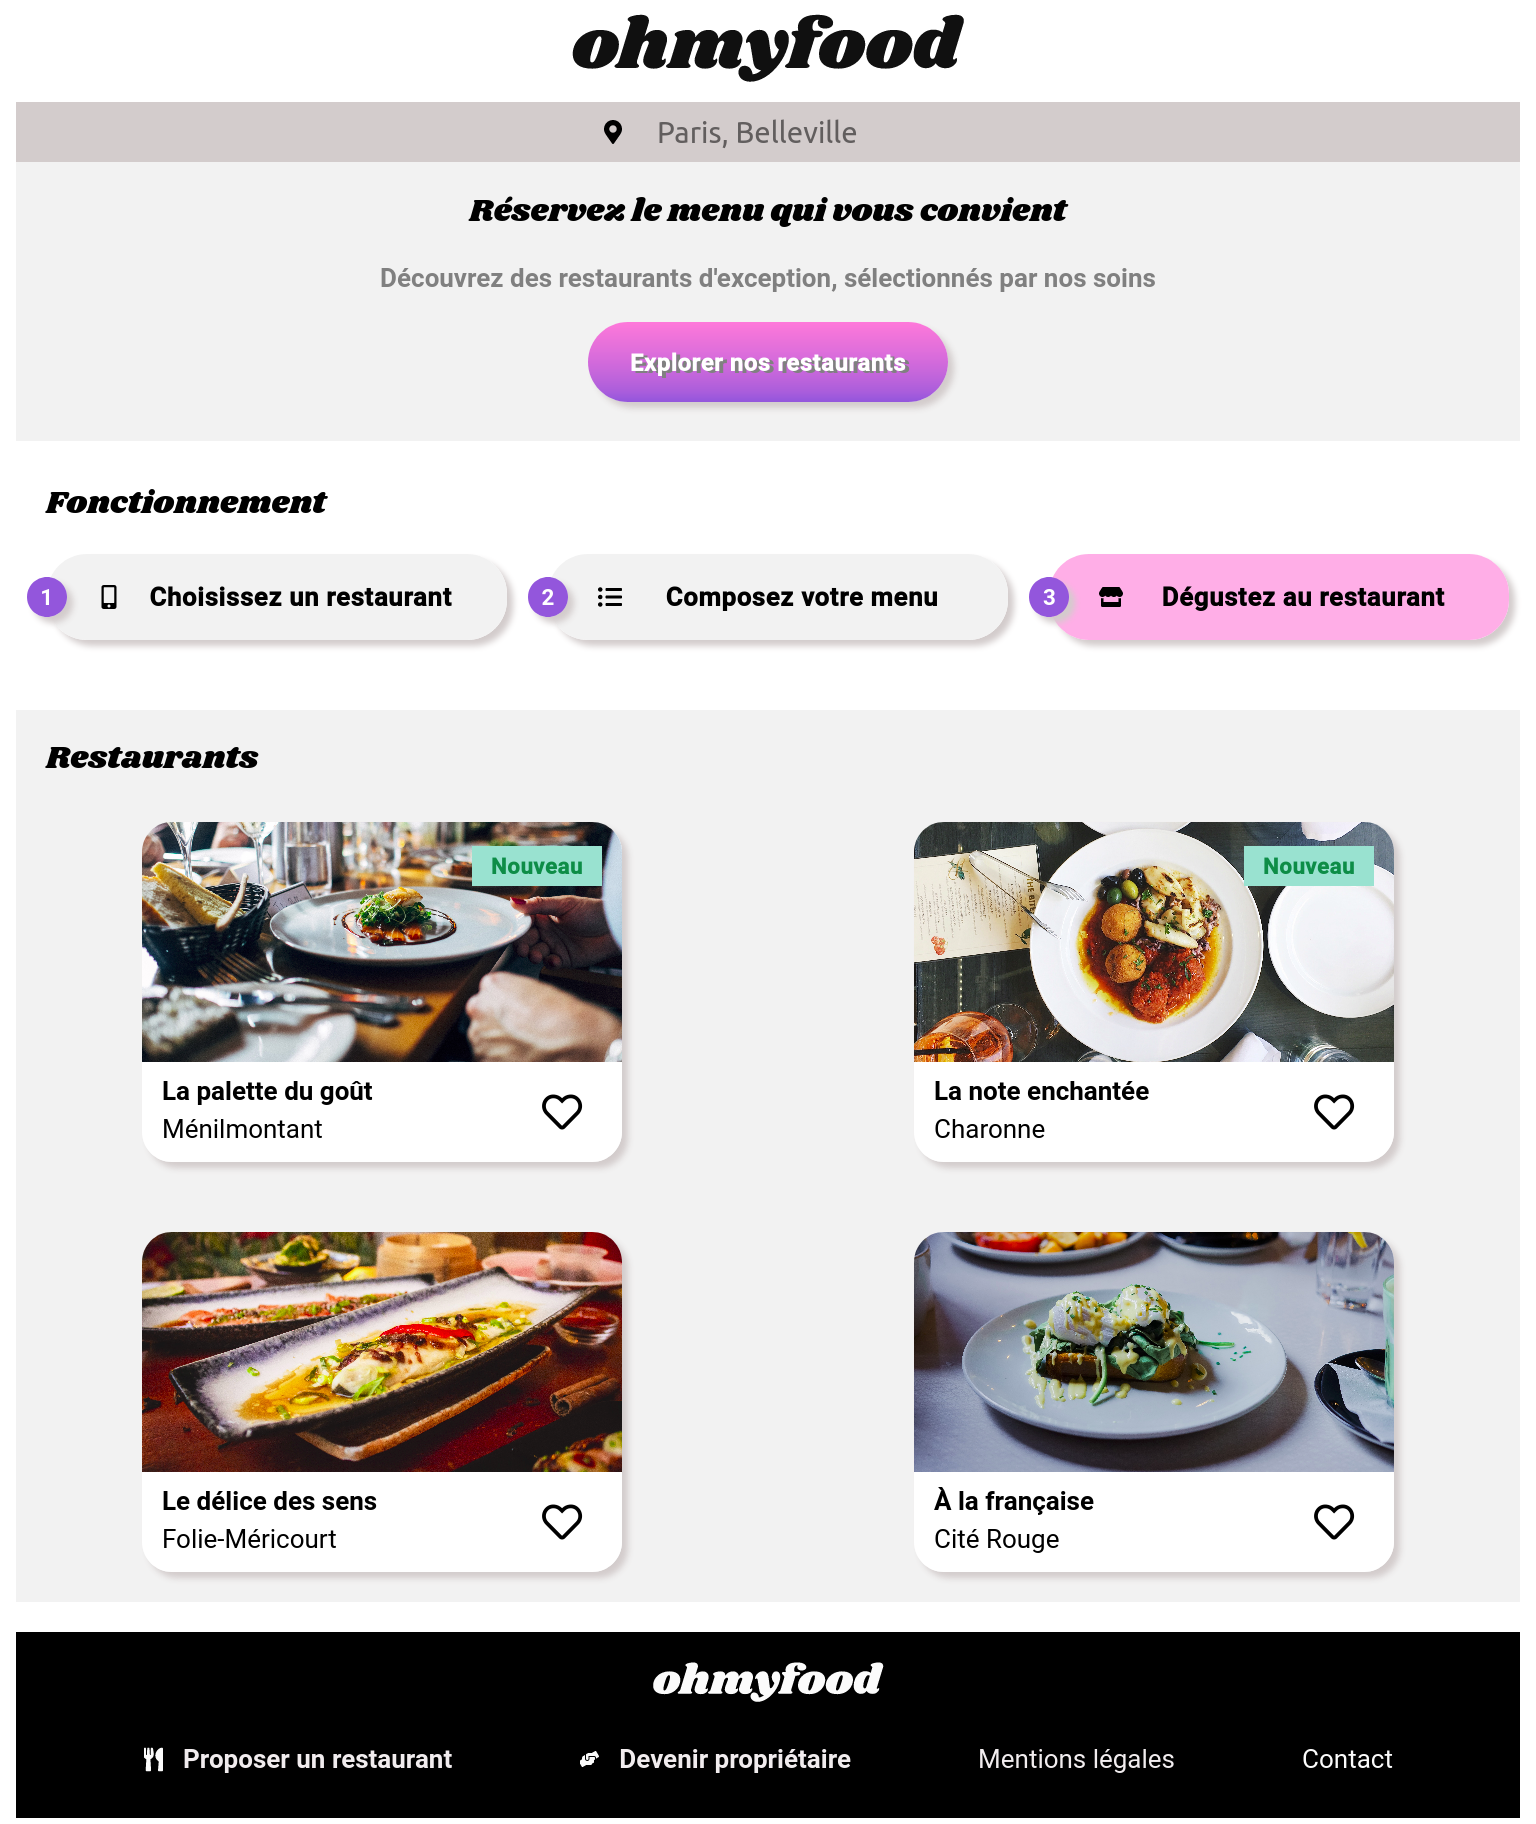 ohmyfood
Paris, Belleville
Réservez le menu qui vous convient
Découvrez des restaurants d'exception, sélectionnés par nos soins
Explorer nos restaurants
Fonctionnement
1 Choisissez un restaurant
2 Composez votre menu
3 Dégustez au restaurant
Restaurants
Nouveau
La palette du goût
Ménilmontant
Nouveau
La note enchantée
Charonne
Le délice des sens
Folie-Méricourt
À la française
Cité Rouge
ohmyfood
Proposer un restaurant
Devenir propriétaire
Mentions légales
Contact